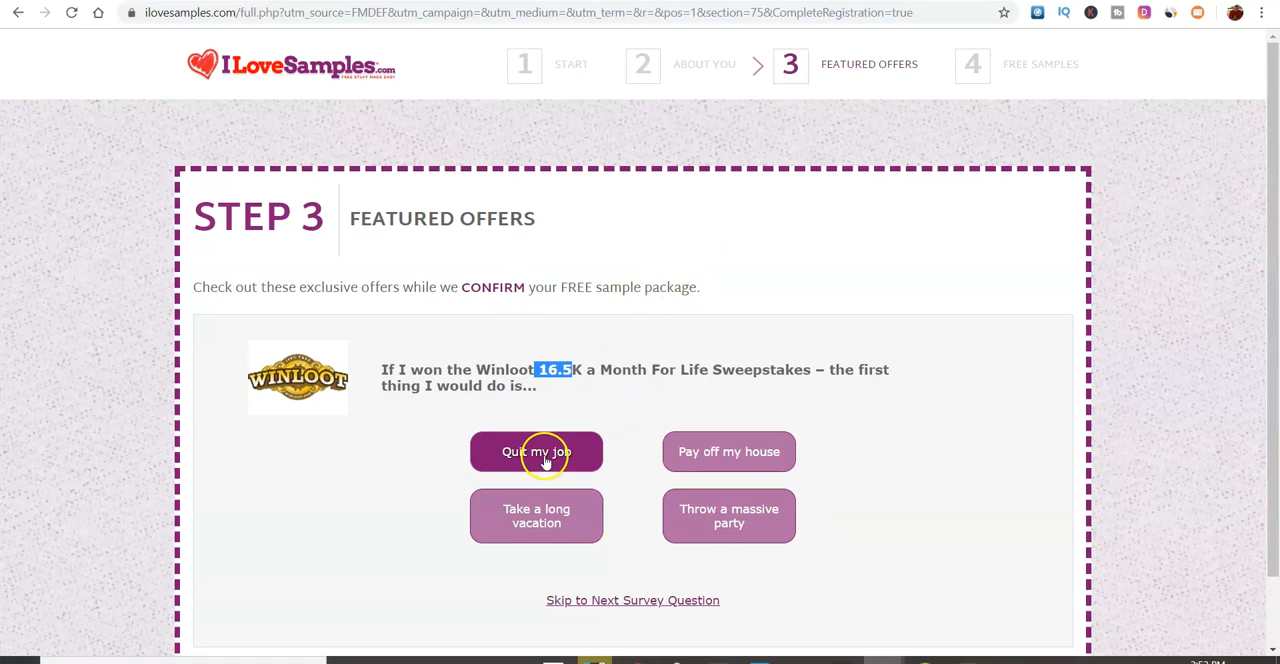 ilovesamples.com/full.php?utm_source=FMDEF&utm_campaign=&utm_medium=&utm_term=&r=&pos=1&section=75&CompleteRegistration=true
ILoveSamples.com
FREE STUFF MADE EASY
1 START
2 ABOUT YOU
3 FEATURED OFFERS
4 FREE SAMPLES
STEP 3
FEATURED OFFERS
Check out these exclusive offers while we CONFIRM your FREE sample package.
WINLOOT
If I won the Winloot 16.5K a Month For Life Sweepstakes – the first
thing I would do is...
Quit my job
Pay off my house
Take a long
vacation
Throw a massive
party
Skip to Next Survey Question